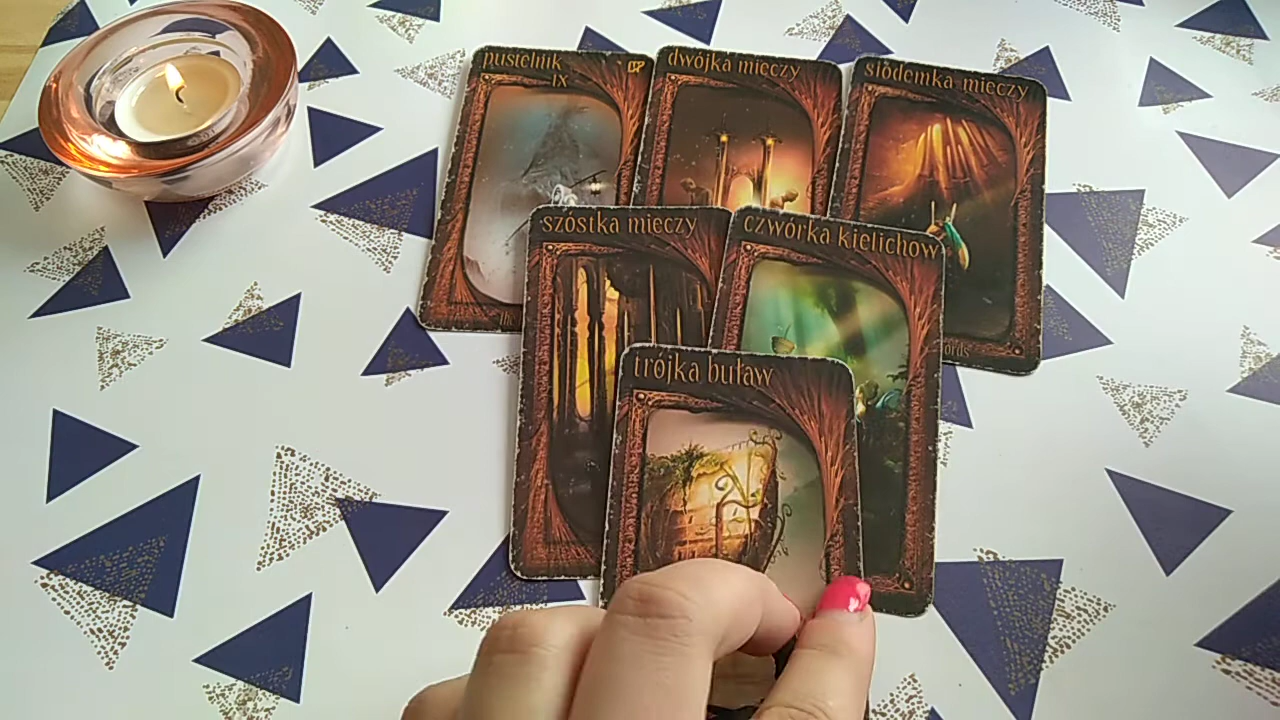 pustelnik
IX
dwójka mieczy
siódemka mieczy
szóstka mieczy
czwórka kielichów
trójka buław